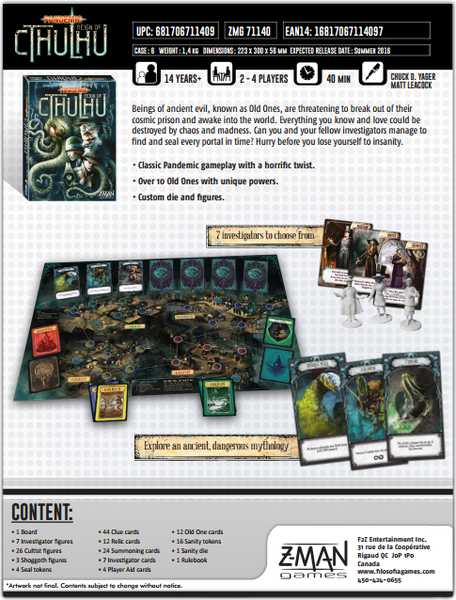 PANDEMIC
REIGN OF
CTHULHU
UPC: 681706711409
ZMG 71140
EAN14: 16817067114097
CASE : 6 WEIGHT : 1,4 KG DIMENSIONS : 223 x 300 x 56 MM EXPECTED RELEASE DATE : SUMMER 2016
14 YEARS+
2 - 4 PLAYERS
40 MIN
CHUCK D. YAGER
MATT LEACOCK
PANDEMIC
REIGN OF
CTHULHU
Z-MAN
Beings of ancient evil, known as Old Ones, are threatening to break out of their
cosmic prison and awake into the world. Everything you know and love could be
destroyed by chaos and madness. Can you and your fellow investigators manage to
find and seal every portal in time? Hurry before you lose yourself to insanity.
• Classic Pandemic gameplay with a horrific twist.
• Over 10 Old Ones with unique powers.
• Custom die and figures.
7 investigators to choose from
Explore an ancient, dangerous mythology
CONTENT:
• 1 Board
• 7 Investigator figures
• 26 Cultist figures
• 3 Shoggoth figures
• 4 Seal tokens
• 44 Clue cards
• 12 Relic cards
• 24 Summoning cards
• 7 Investigator cards
• 4 Player Aid cards
• 12 Old One cards
• 16 Sanity tokens
• 1 Sanity die
• 1 Rulebook
*Artwork not final. Contents subject to change without notice.
Z-MAN
games
F2Z Entertainment Inc.
31 rue de la Coopérative
Rigaud QC J0P 1P0
Canada
www.filosofiagames.com
450-424-0655